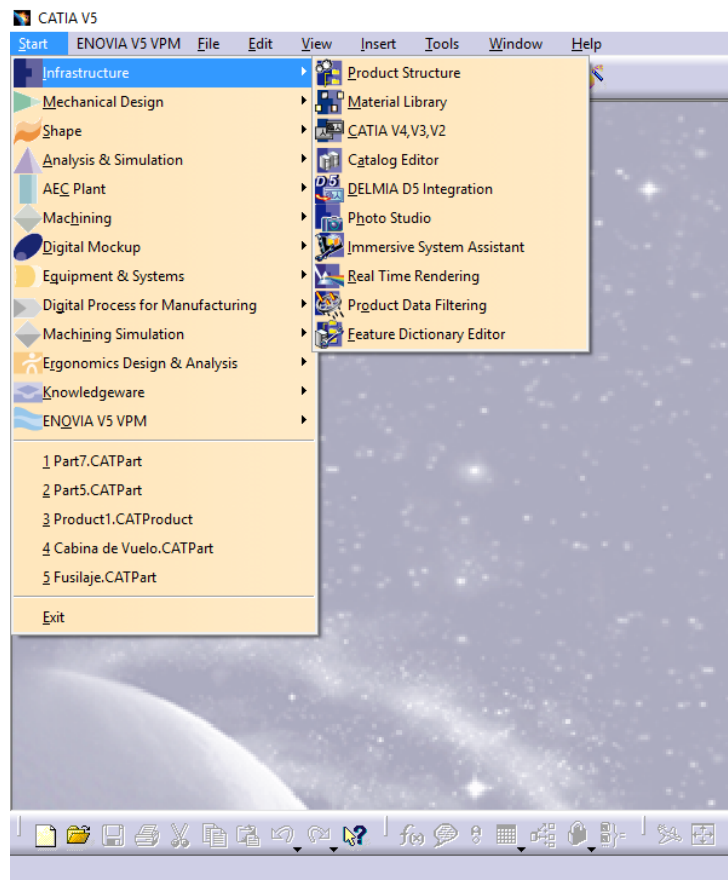 CATIA V5
Start ENOVIA V5 VPM File Edit View Insert Tools Window Help
Infrastructure
Mechanical Design
Shape
Analysis & Simulation
AEC Plant
Machining
Digital Mockup
Equipment & Systems
Digital Process for Manufacturing
Machining Simulation
Ergonomics Design & Analysis
Knowledgeware
ENOVIA V5 VPM
1 Part7.CATPart
2 Part5.CATPart
3 Product1.CATProduct
4 Cabina de Vuelo.CATPart
5 Fusilaje.CATPart
Exit
Product Structure
Material Library
CATIA V4,V3,V2
Catalog Editor
DELMIA D5 Integration
Photo Studio
Immersive System Assistant
Real Time Rendering
Product Data Filtering
Feature Dictionary Editor
D5
f(x)